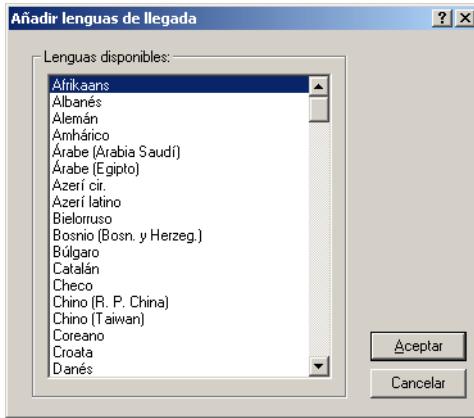 Añadir lenguas de llegada
Lenguas disponibles:
Afrikaans
Albanés
Alemán
Amhárico
Árabe (Arabia Saudí)
Árabe (Egipto)
Azerí cir.
Azerí latino
Bielorruso
Bosnio (Bosn. y Herzeg.)
Búlgaro
Catalán
Checo
Chino (R. P. China)
Chino (Taiwan)
Coreano
Croata
Danés
Aceptar
Cancelar